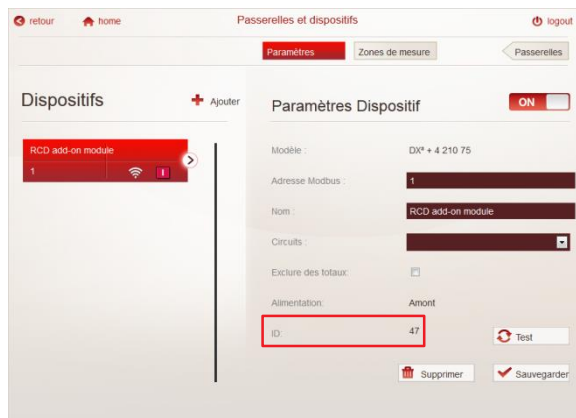 retour home Passerelles et dispositifs logout
Paramètres Zones de mesure Passerelles
Dispositifs Ajouter Paramètres Dispositif ON
RCD add-on module
1
Modèle : DX³ + 4 210 75
Adresse Modbus : 1
Nom : RCD add-on module
Circuits :
Exclure des totaux:
Alimentation: Amont
ID: 47 Test
Supprimer Sauvegarder